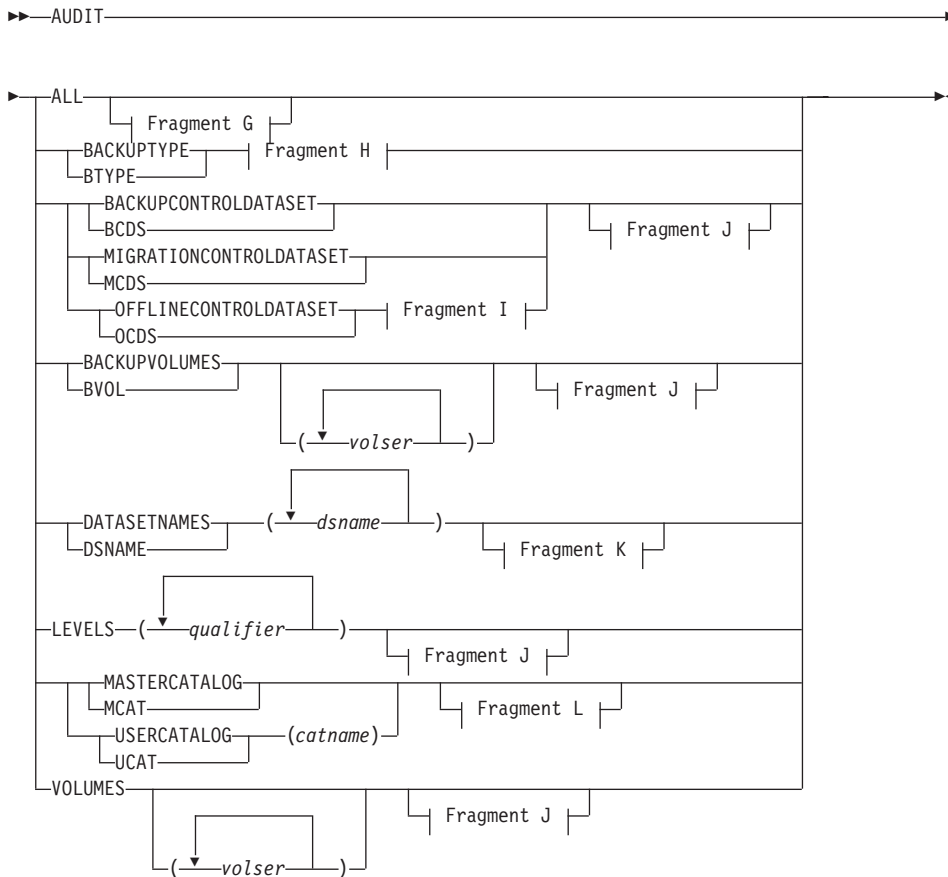 AUDIT
ALL
Fragment G
BACKUPTYPE Fragment H
BTYPE
BACKUPCONTROLDATASET
BCDS Fragment J
MIGRATIONCONTROLDATASET
MCDS
OFFLINECONTROLDATASET Fragment I
OCDS
BACKUPVOLUMES
BVOL Fragment J
( volser )
DATASETNAMES ( dsname )
DSNAME Fragment K
LEVELS ( qualifier )
Fragment J
MASTERCATALOG
MCAT Fragment L
USERCATALOG (catname)
UCAT
VOLUMES
Fragment J
( volser )